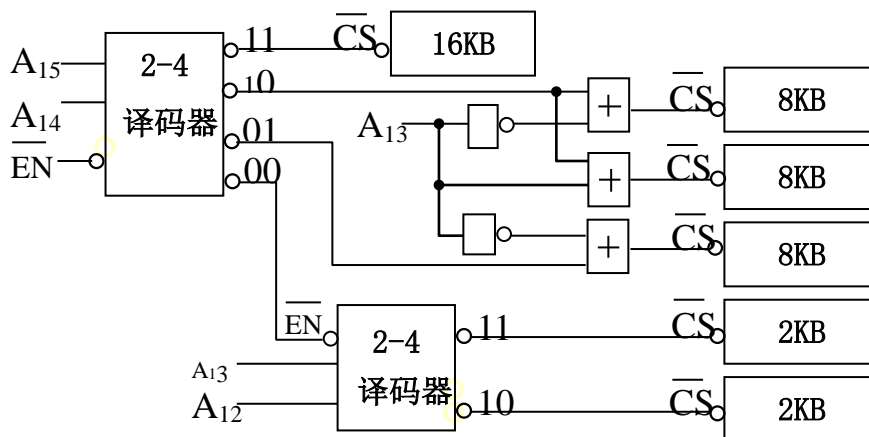 11
CS
16KB
A15
2-4
译码器
10
A14
01
EN
00
A13
+
CS
8KB
+
CS
8KB
+
CS
8KB
EN
2-4
译码器
11
CS
2KB
A13
A12
10
CS
2KB